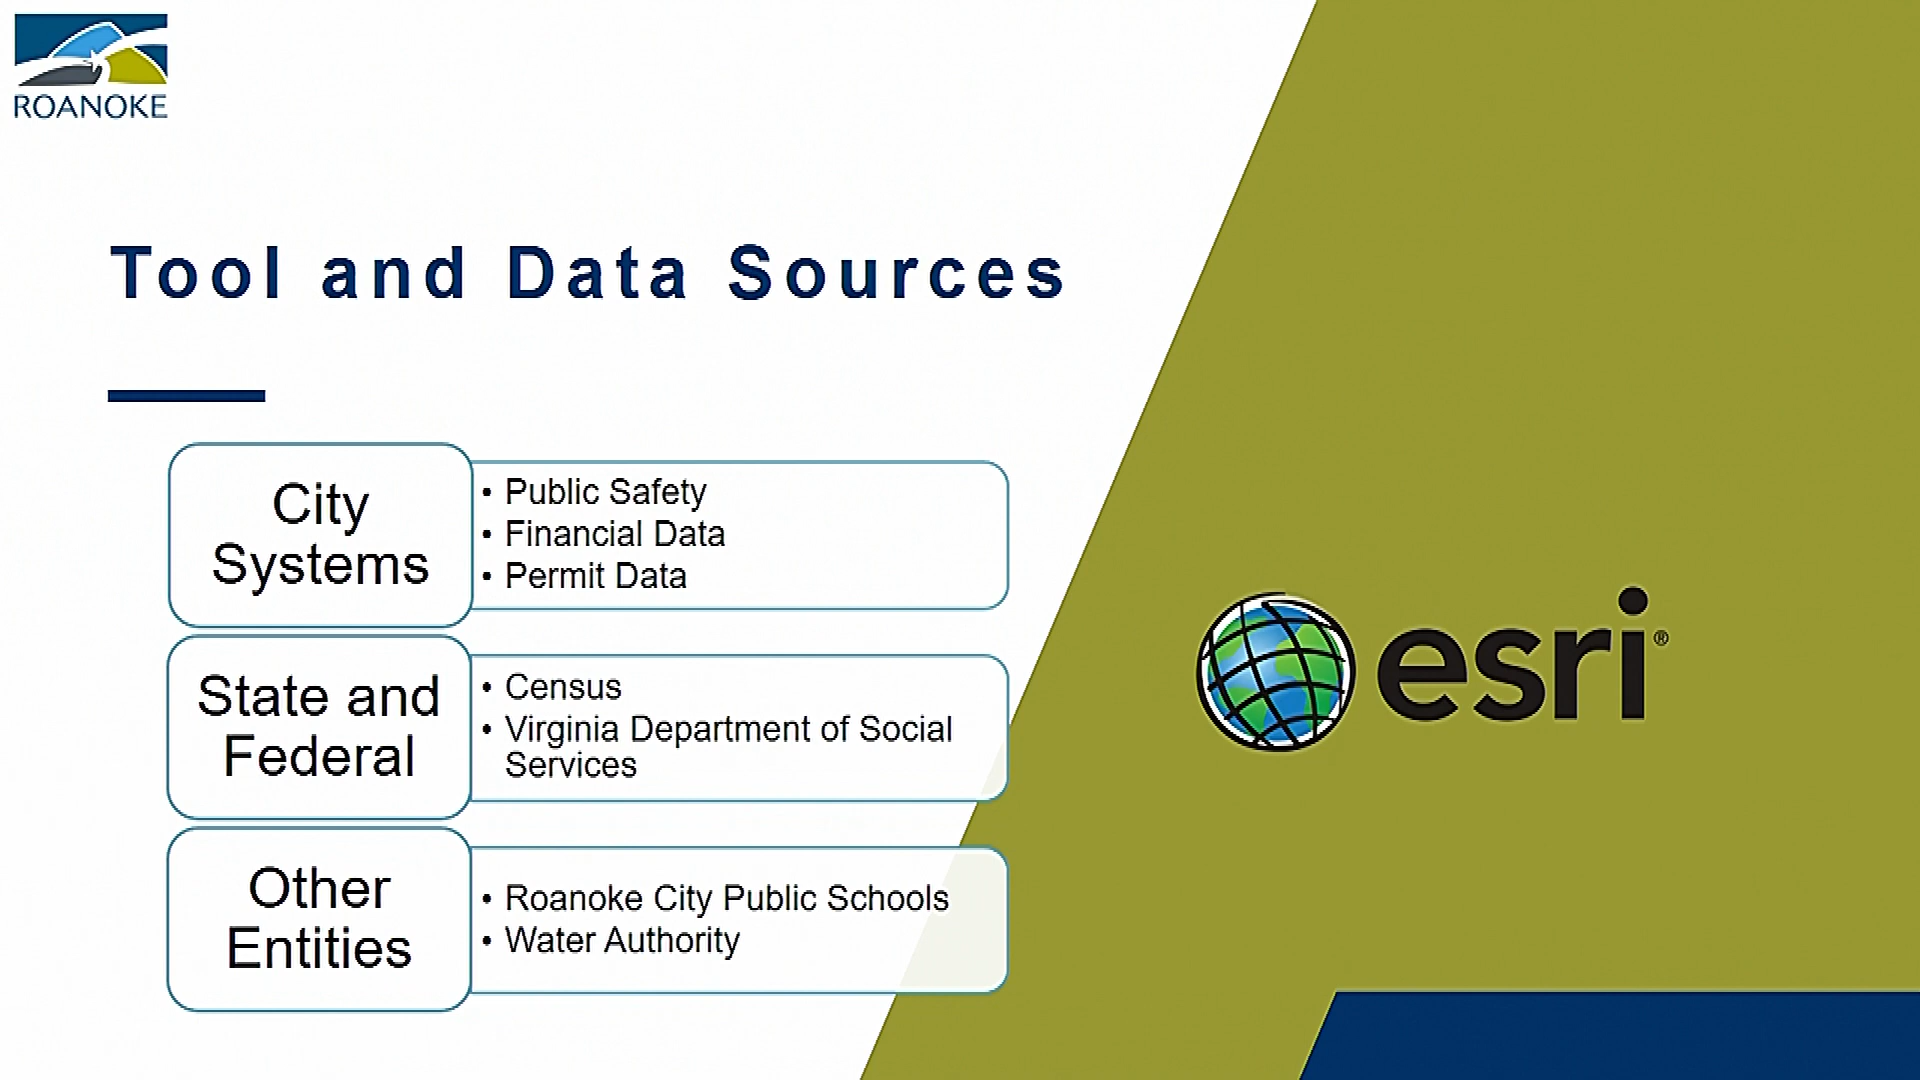 ROANOKE
Tool and Data Sources
City
Systems
• Public Safety
• Financial Data
• Permit Data
State and
Federal
• Census
• Virginia Department of Social
Services
Other
Entities
• Roanoke City Public Schools
• Water Authority
esri®